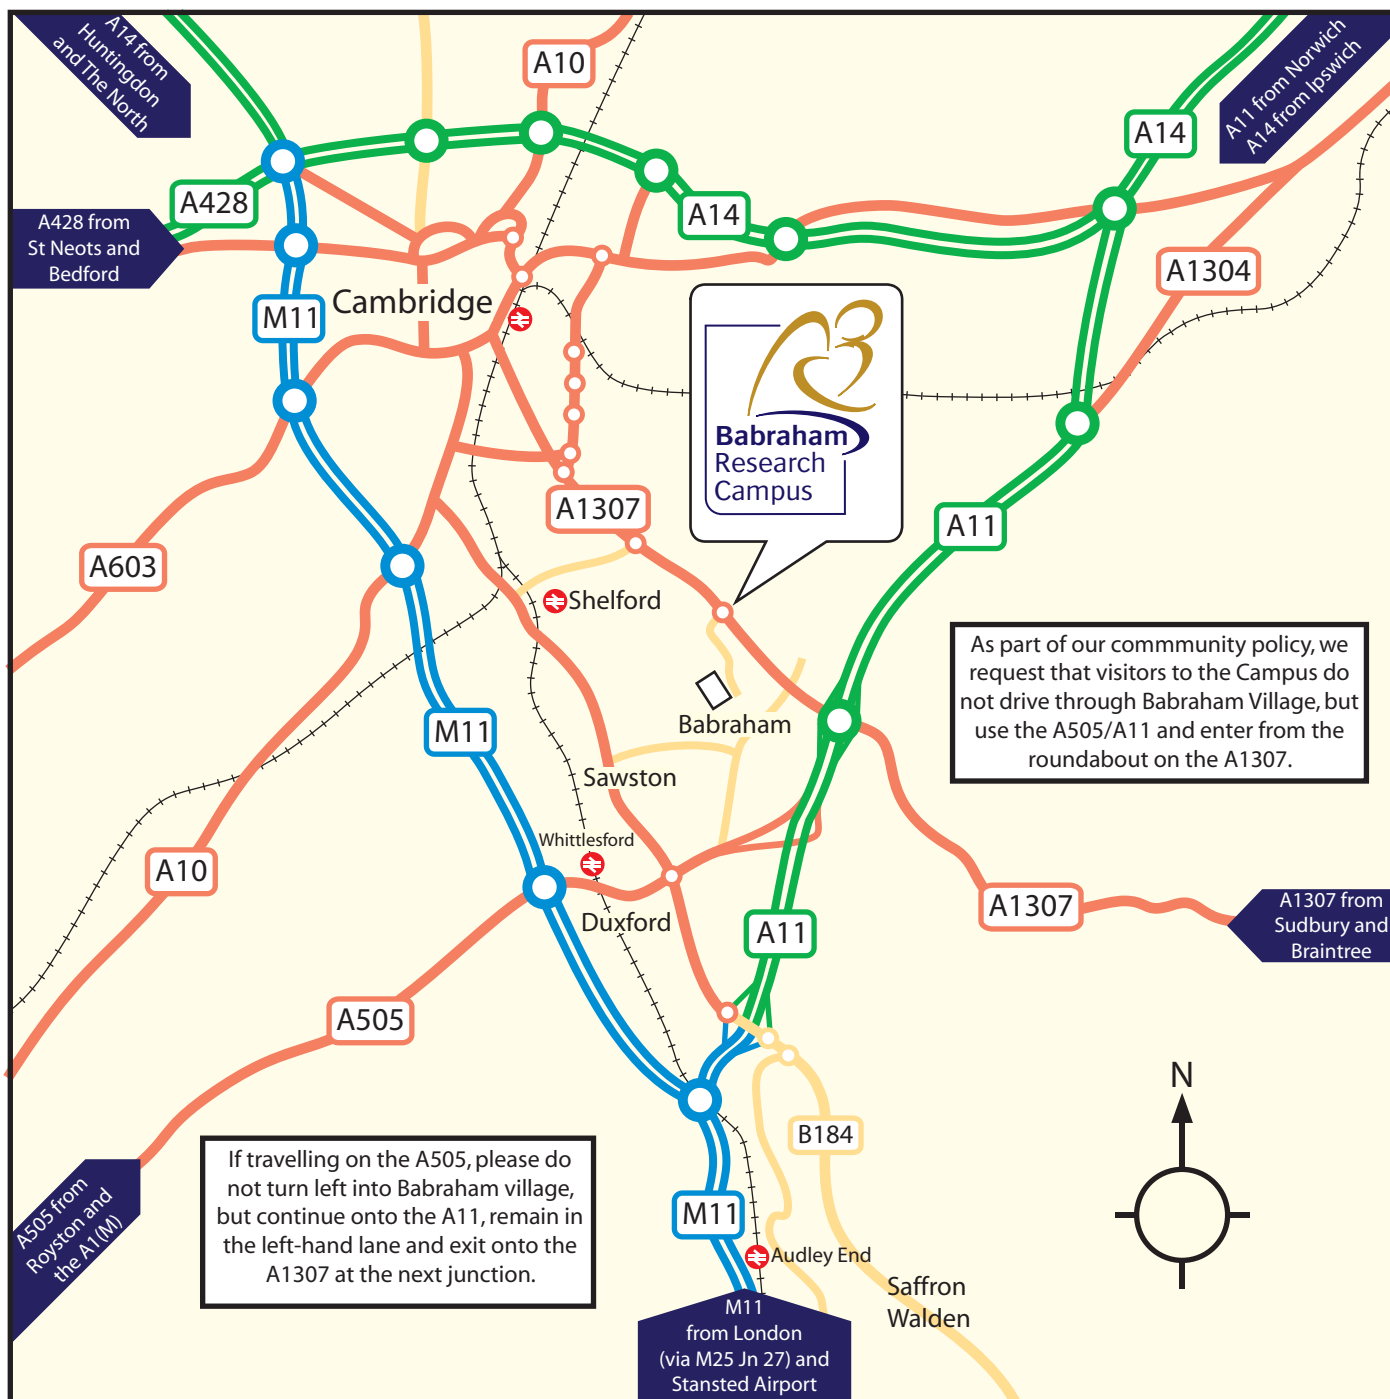 A14 from
Huntingdon
and The North
A10
A11 from Norwich
A14 from Ipswich
A14
A428
A14
A428 from
St Neots and
Bedford
A1304
M11
Cambridge
Babraham
Research
Campus
A1307
A11
A603
Shelford
As part of our commmunity policy, we
request that visitors to the Campus do
not drive through Babraham Village, but
use the A505/A11 and enter from the
roundabout on the A1307.
M11
Babraham
Sawston
Whittlesford
A10
A1307
A1307 from
Sudbury and
Braintree
Duxford
A11
A505
N
B184
If travelling on the A505, please do
not turn left into Babraham village,
but continue onto the A11, remain in
the left-hand lane and exit onto the
A1307 at the next junction.
A505 from
Royston and
the A1(M)
M11
Audley End
Saffron
Walden
M11
from London
(via M25 Jn 27) and
Stansted Airport